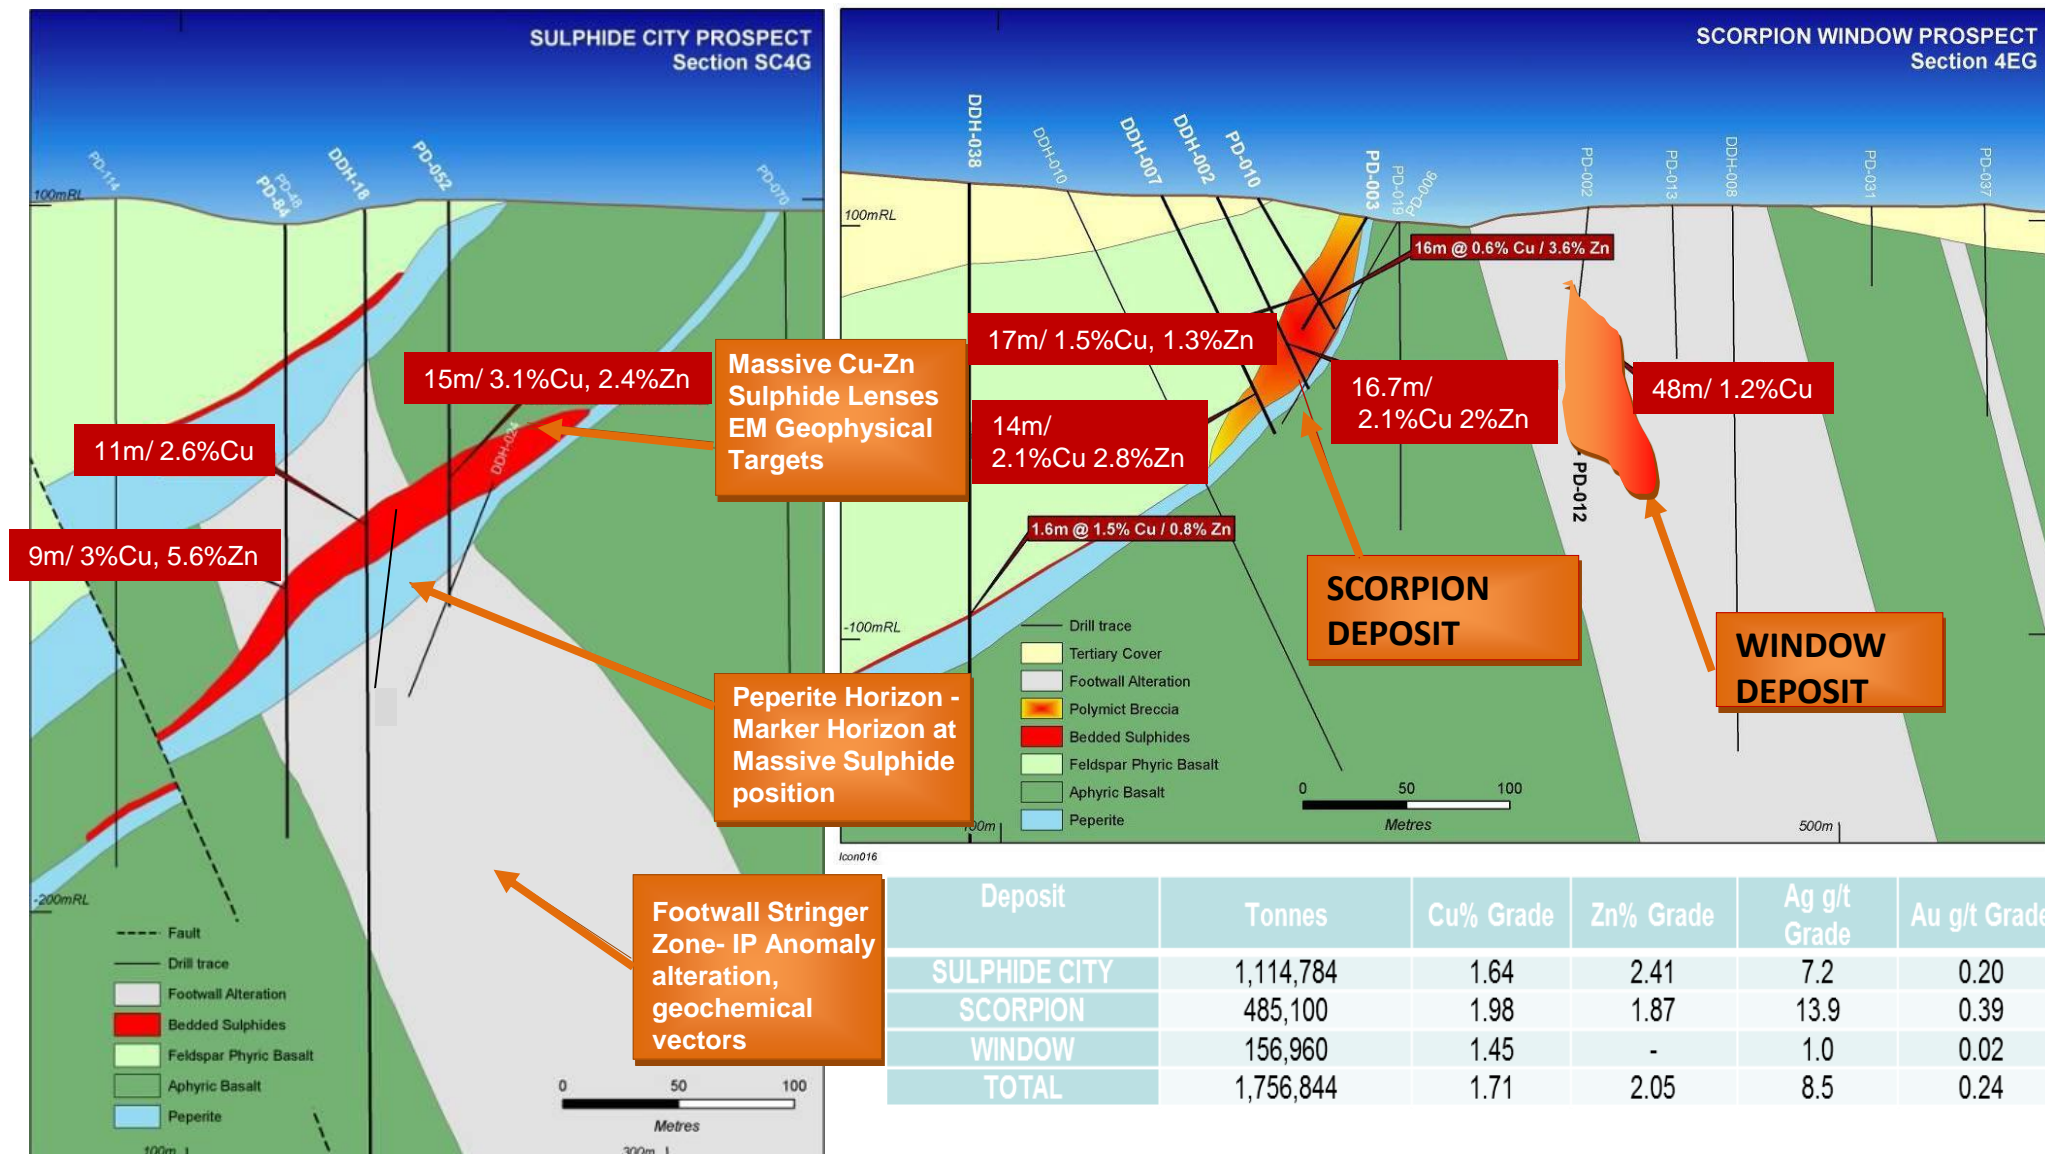 SULPHIDE CITY PROSPECT
Section SC4G
PD-114
PD-48
PD-84
DDH-18
PD-052
PD-070
100mRL
15m/ 3.1%Cu, 2.4%Zn
11m/ 2.6%Cu
9m/ 3%Cu, 5.6%Zn
DDH-024
Massive Cu-Zn
Sulphide Lenses
EM Geophysical
Targets
Peperite Horizon -
Marker Horizon at
Massive Sulphide
position
Footwall Stringer
Zone- IP Anomaly
alteration,
geochemical
vectors
-200mRL
Fault
Drill trace
Footwall Alteration
Bedded Sulphides
Feldspar Phyric Basalt
Aphyric Basalt
Peperite
0 50 100
Metres
100m
300m
SCORPION WINDOW PROSPECT
Section 4EG
DDH-038
DDH-010
DDH-007
DDH-002
PD-010
PD-003
PD-019
PD-006
PD-002
PD-013
DDH-008
PD-031
PD-037
100mRL
16m @ 0.6% Cu / 3.6% Zn
17m/ 1.5%Cu, 1.3%Zn
16.7m/
2.1%Cu 2%Zn
48m/ 1.2%Cu
14m/
2.1%Cu 2.8%Zn
PD-012
1.6m @ 1.5% Cu / 0.8% Zn
SCORPION
DEPOSIT
WINDOW
DEPOSIT
-100mRL
Drill trace
Tertiary Cover
Footwall Alteration
Polymict Breccia
Bedded Sulphides
Feldspar Phyric Basalt
Aphyric Basalt
Peperite
0 50 100
Metres
100m
500m
Icon016
Deposit Tonnes Cu% Grade Zn% Grade Ag g/t Grade Au g/t Grade
SULPHIDE CITY 1,114,784 1.64 2.41 7.2 0.20
SCORPION 485,100 1.98 1.87 13.9 0.39
WINDOW 156,960 1.45 - 1.0 0.02
TOTAL 1,756,844 1.71 2.05 8.5 0.24